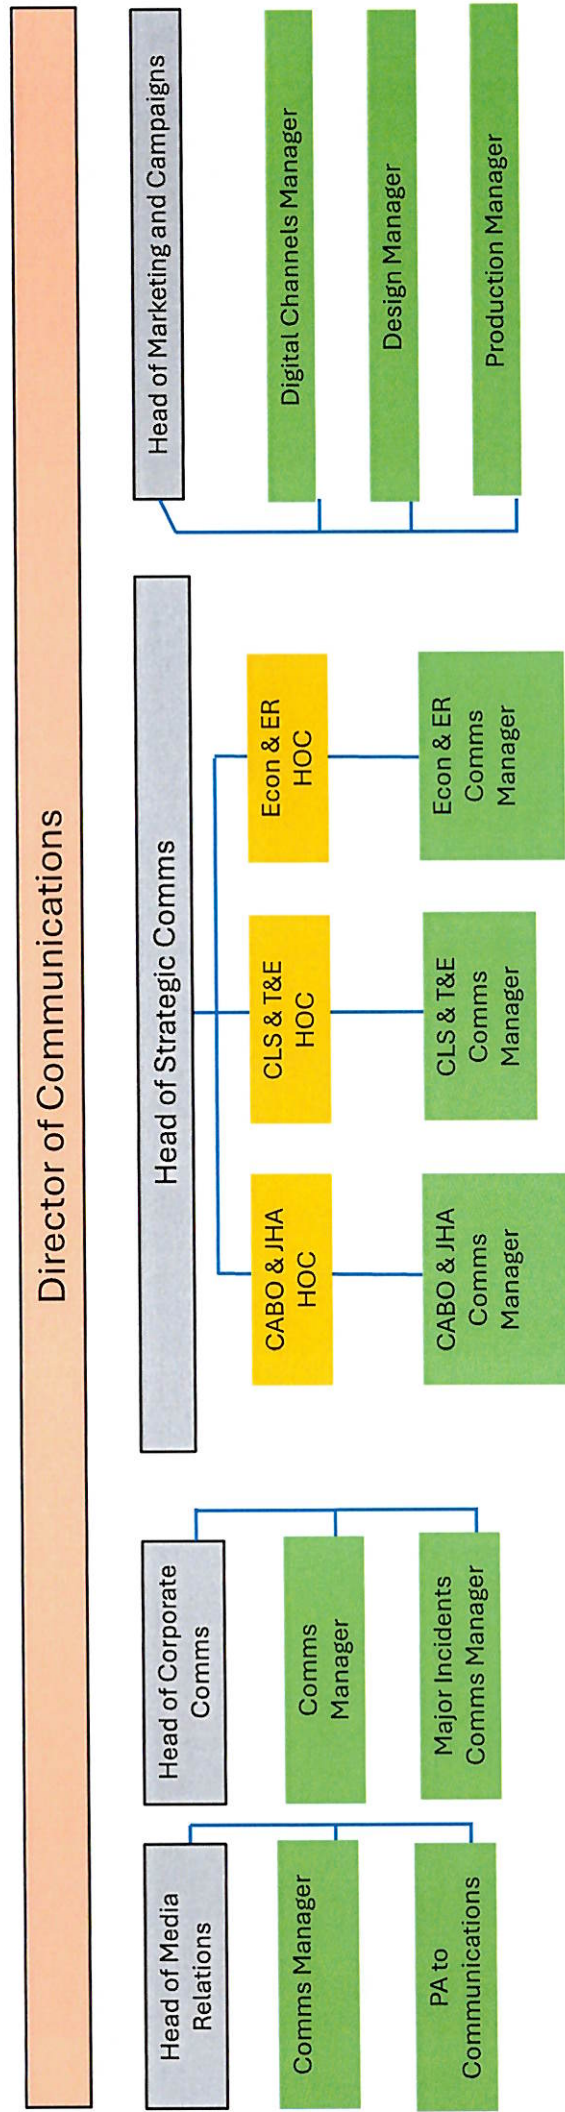 Director of Communications
Head of Media
Relations
Comms Manager
PA to
Communications
Head of Corporate
Comms
Comms
Manager
Major Incidents
Comms Manager
Head of Strategic Comms
CABO & JHA
HOC
CABO & JHA
Comms
Manager
CLS & T&E
HOC
CLS & T&E
Comms
Manager
Econ & ER
HOC
Econ & ER
Comms
Manager
Head of Marketing and Campaigns
Digital Channels Manager
Design Manager
Production Manager